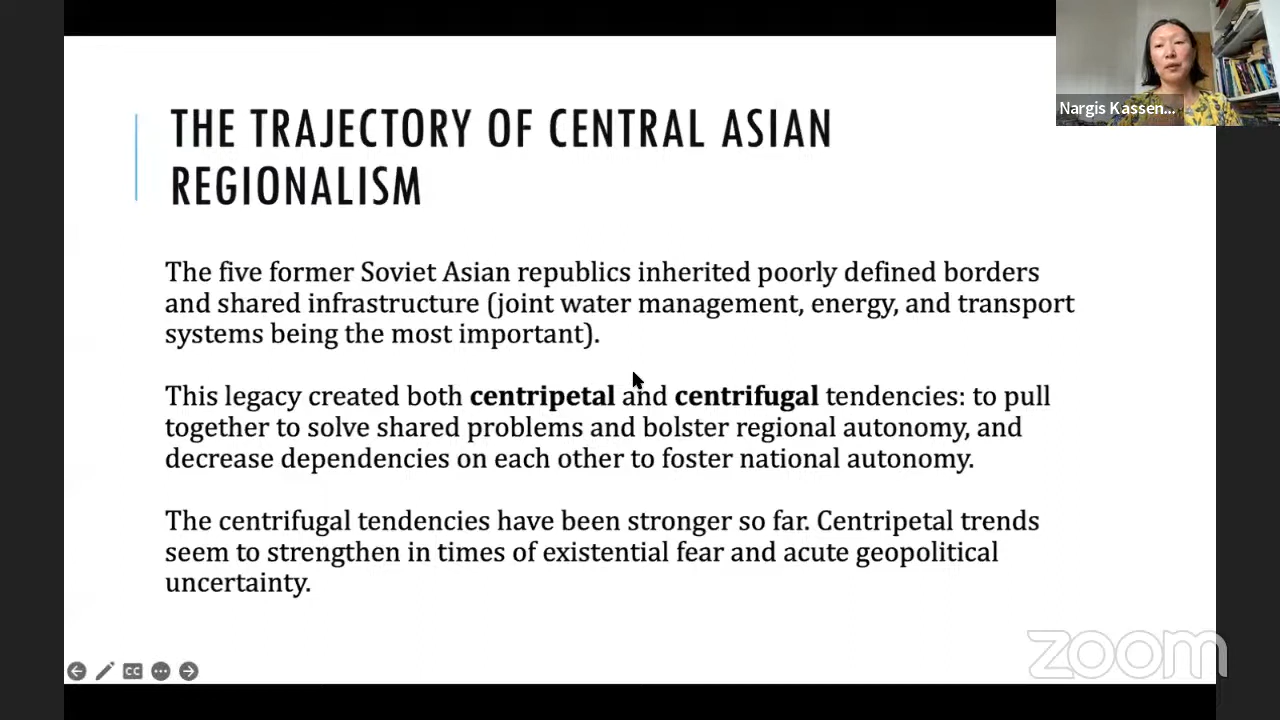 THE TRAJECTORY OF CENTRAL ASIAN
REGIONALISM
Nargis Kassen...
The five former Soviet Asian republics inherited poorly defined borders
and shared infrastructure (joint water management, energy, and transport
systems being the most important).
This legacy created both centripetal and centrifugal tendencies: to pull
together to solve shared problems and bolster regional autonomy, and
decrease dependencies on each other to foster national autonomy.
The centrifugal tendencies have been stronger so far. Centripetal trends
seem to strengthen in times of existential fear and acute geopolitical
uncertainty.
CC
zoom